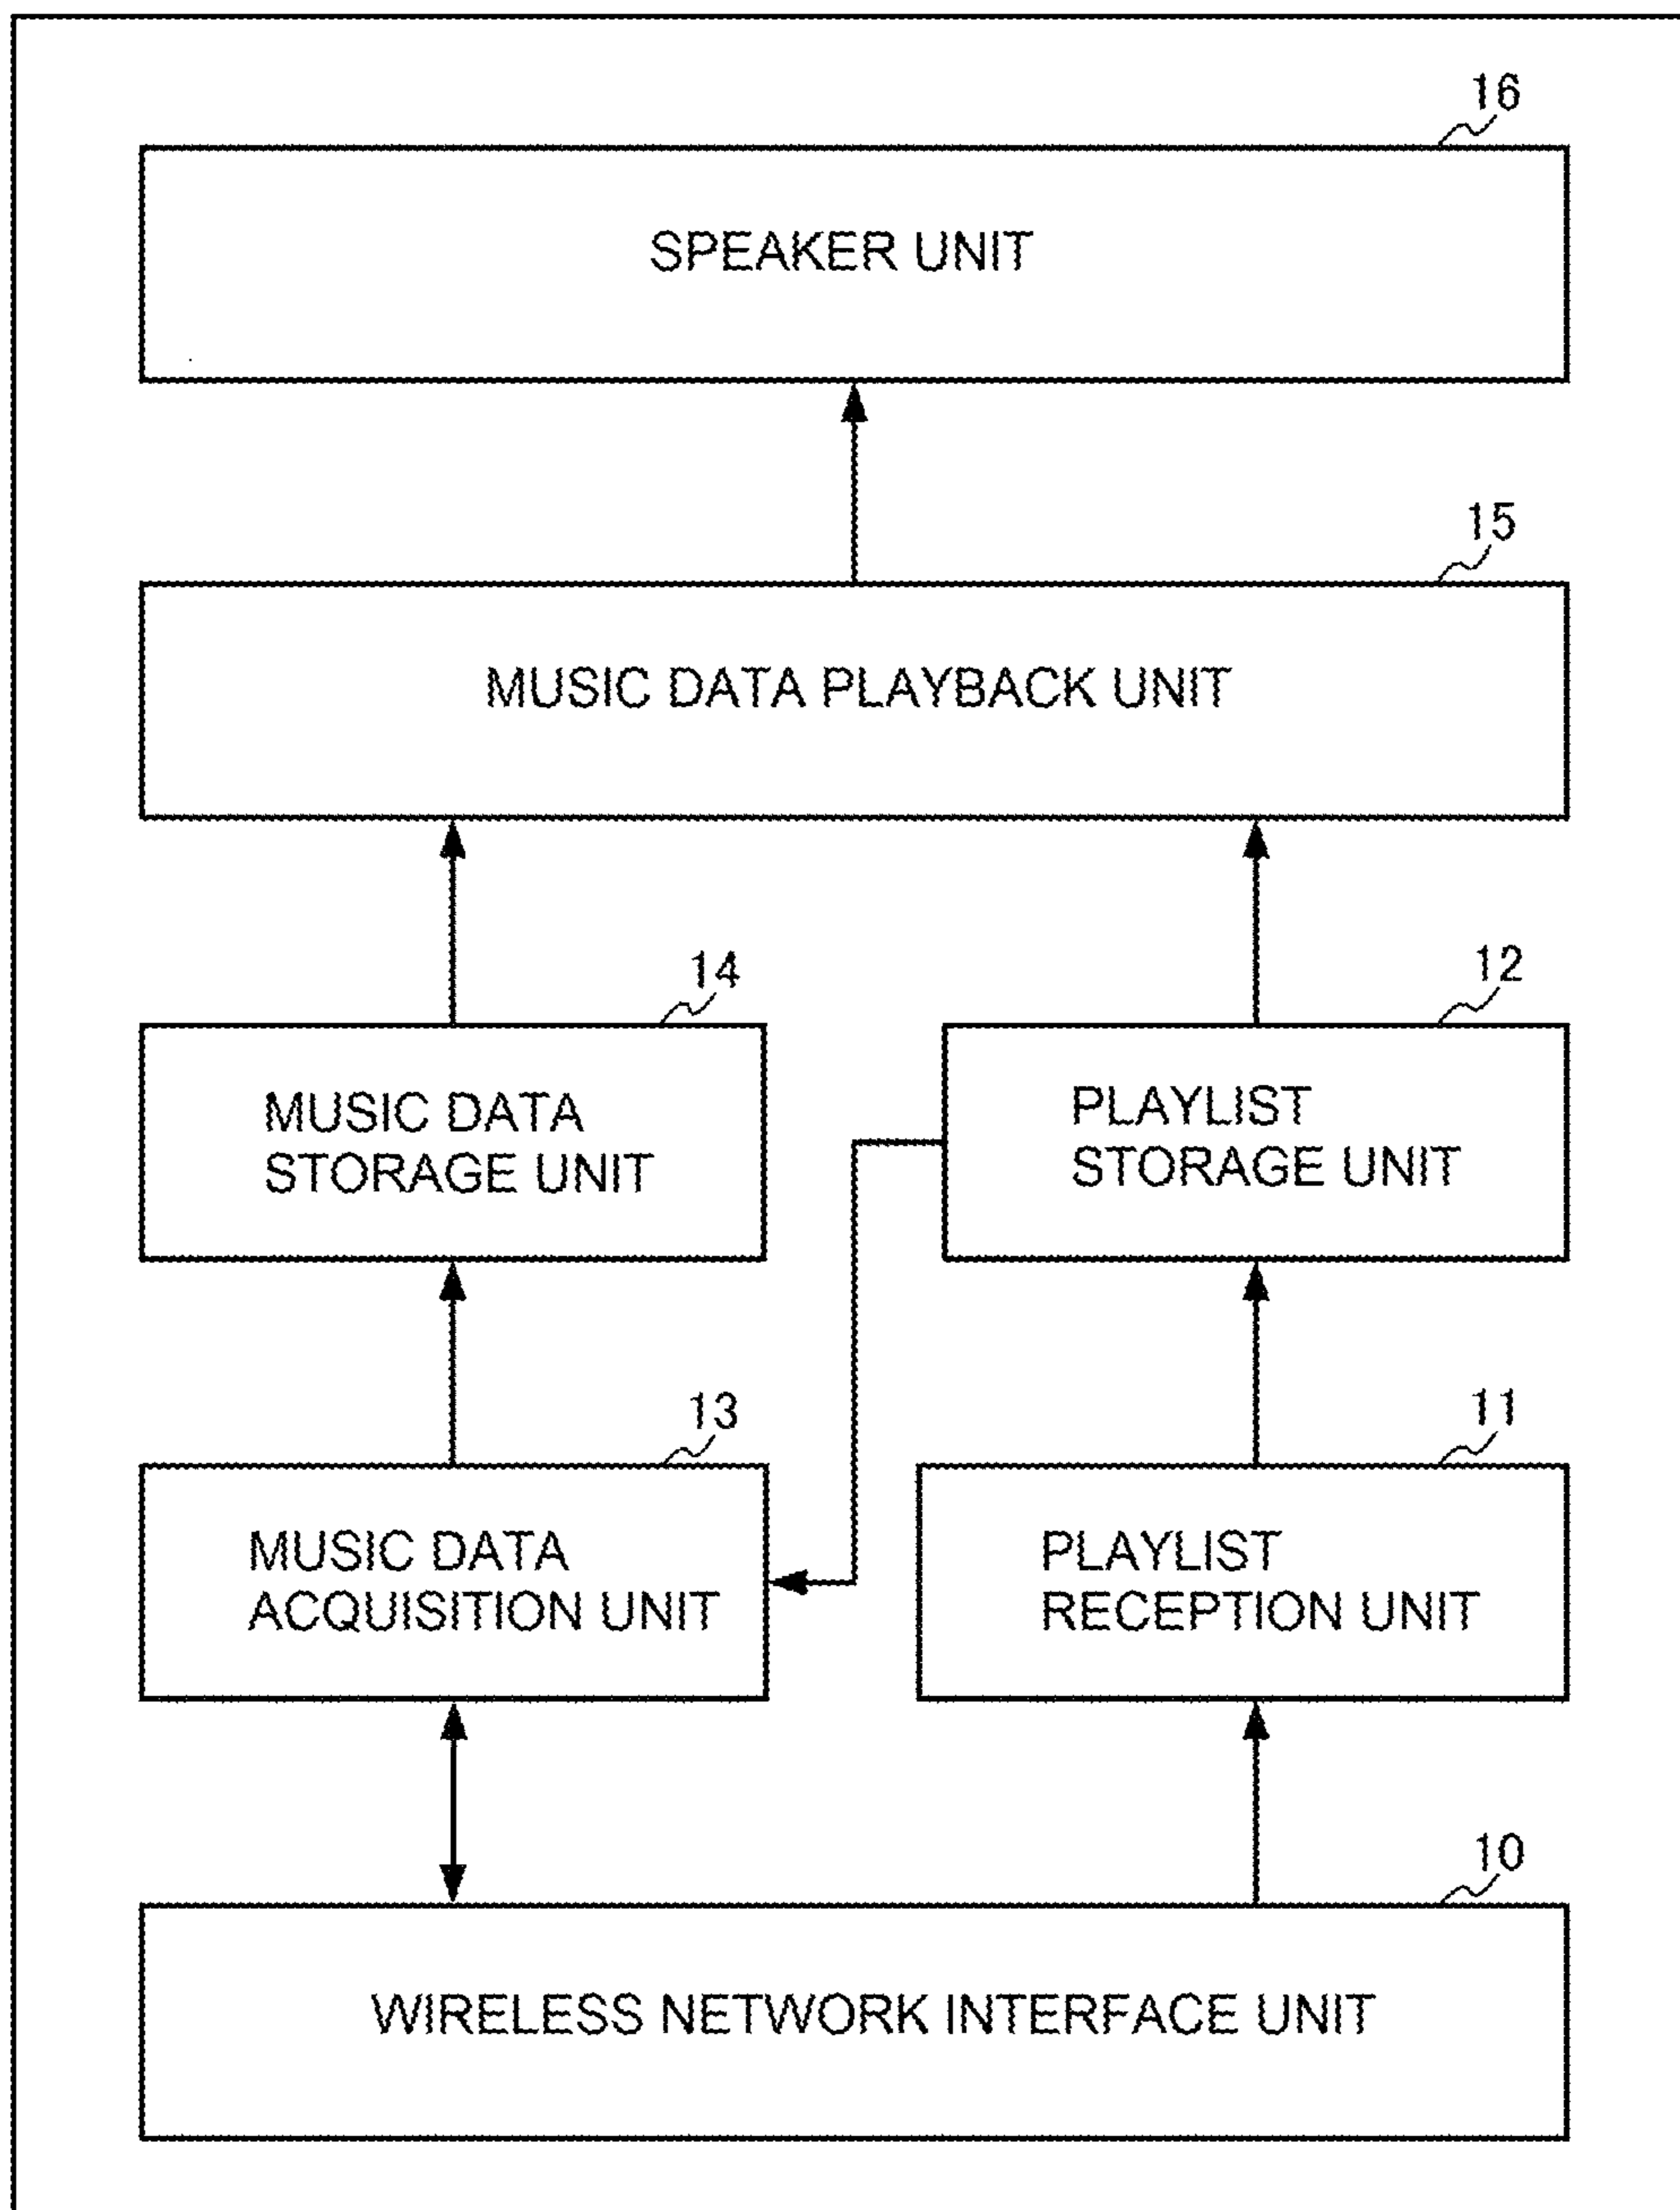 16
SPEAKER UNIT
15
MUSIC DATA PLAYBACK UNIT
14
MUSIC DATA
STORAGE UNIT
12
PLAYLIST
STORAGE UNIT
13
MUSIC DATA
ACQUISITION UNIT
11
PLAYLIST
RECEPTION UNIT
10
WIRELESS NETWORK INTERFACE UNIT